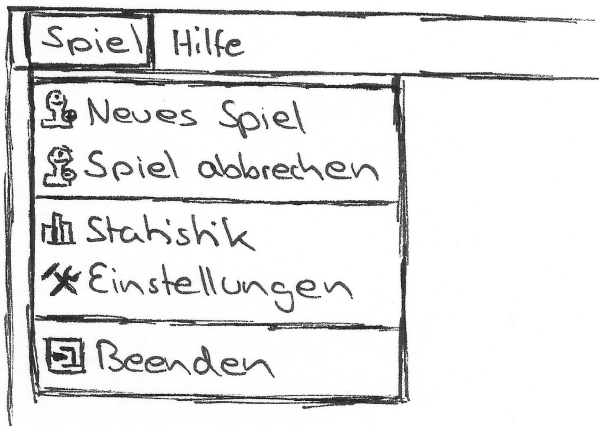 Spiel Hilfe
Neues Spiel
Spiel abbrechen
Statistik
Einstellungen
Beenden